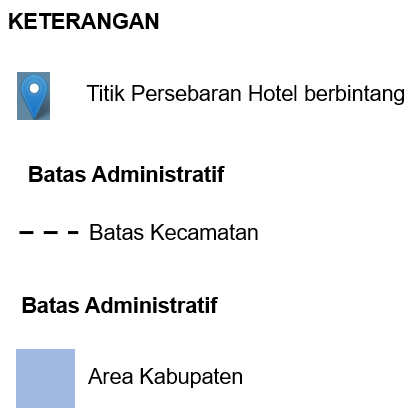 KETERANGAN
Titik Persebaran Hotel berbintang
Batas Administratif
Batas Kecamatan
Batas Administratif
Area Kabupaten